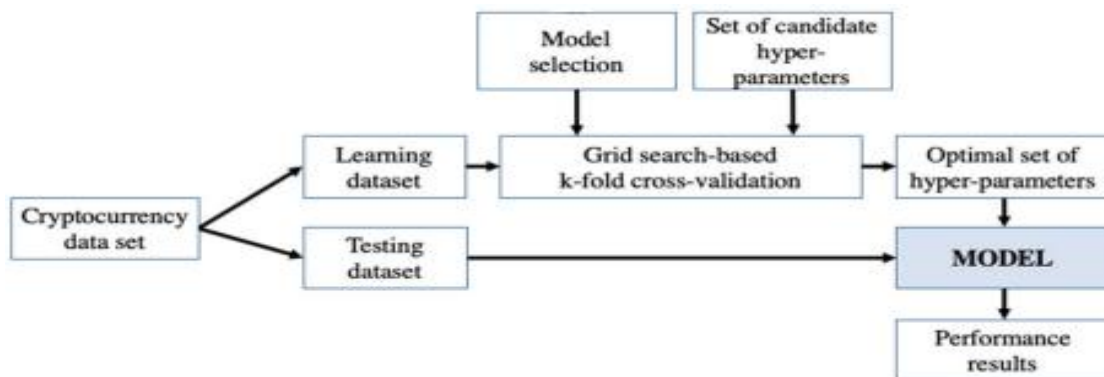 Model
selection
Set of candidate
hyper-
parameters
Learning
dataset
Grid search-based
k-fold cross-validation
Optimal set of
hyper-parameters
Cryptocurrency
data set
Testing
dataset
MODEL
Performance
results